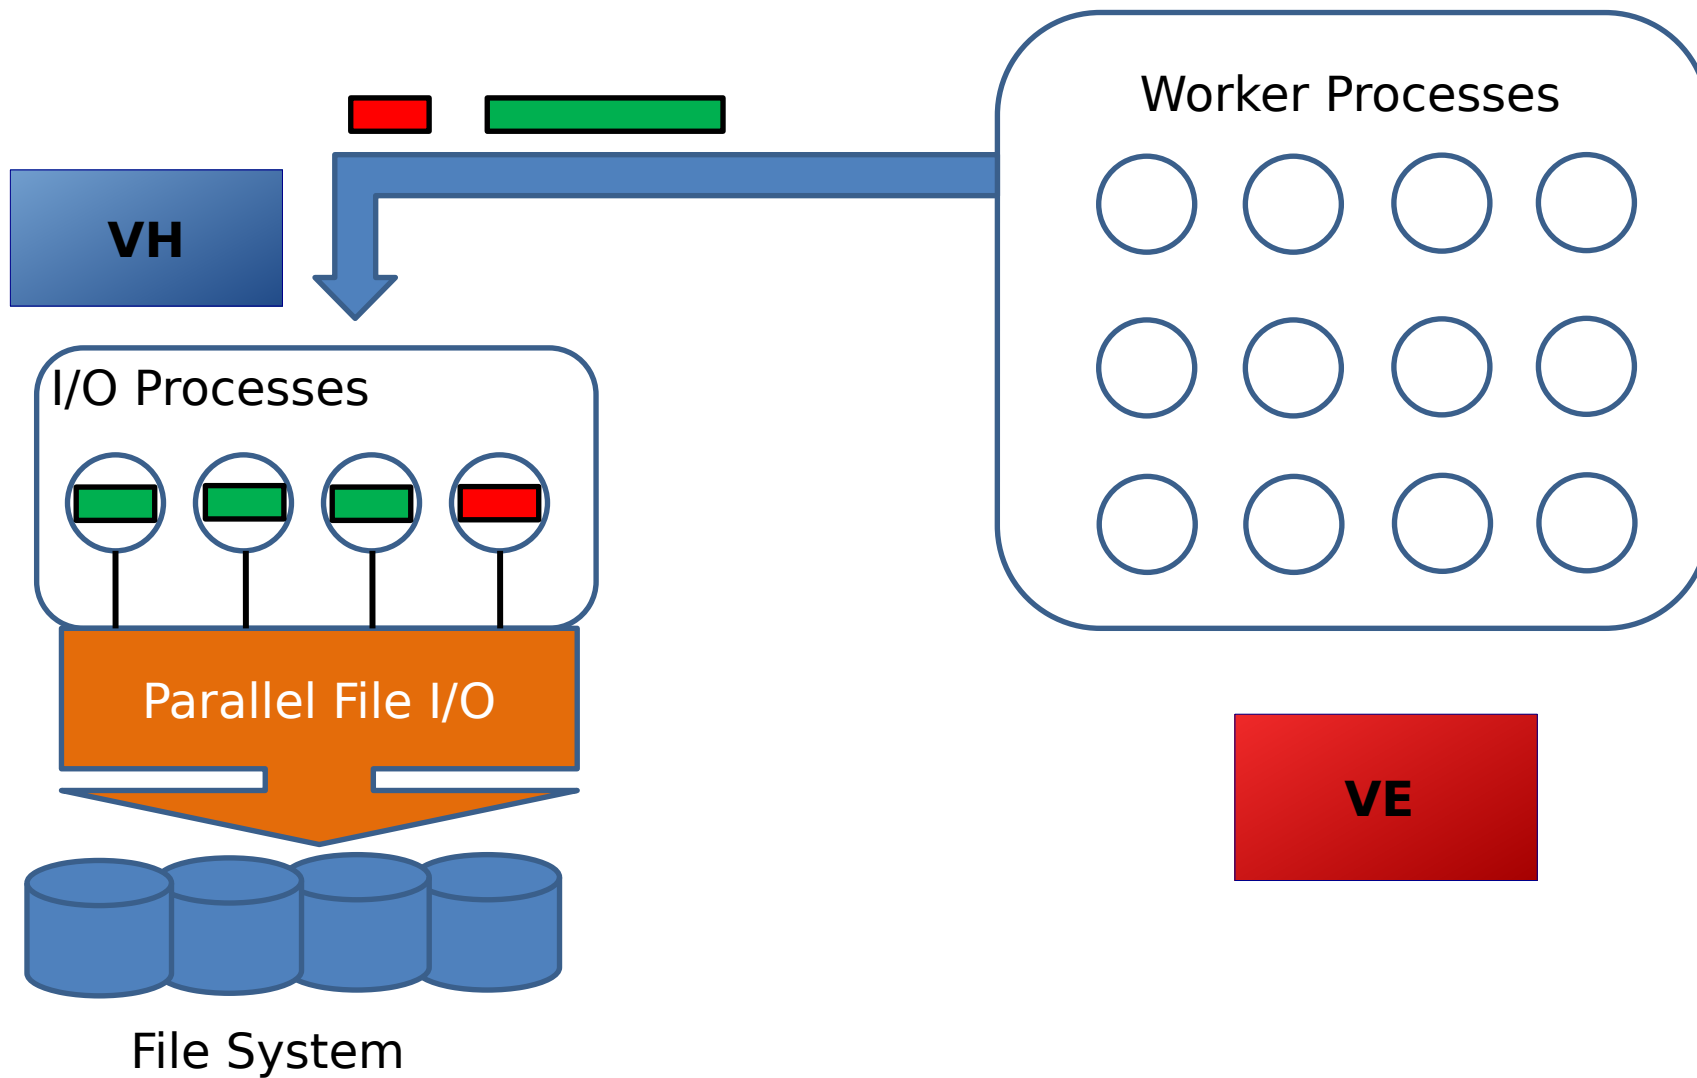 Worker Processes
VH
I/O Processes
Parallel File I/O
VE
File System